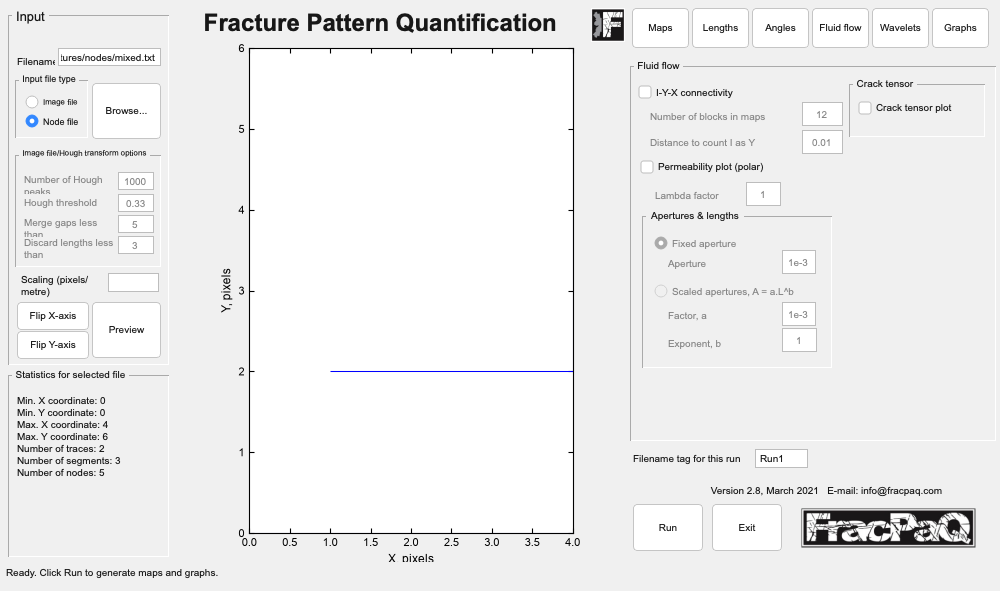 Input
Filename
tures/nodes/mixed.txt
Input file type
Image file
Node file
Browse...
Image file/Hough transform options
Number of Hough peaks
1000
Hough threshold
0.33
Merge gaps less than
5
Discard lengths less than
3
Scaling (pixels/
metre)
Flip X-axis
Flip Y-axis
Preview
Statistics for selected file
Min. X coordinate: 0
Min. Y coordinate: 0
Max. X coordinate: 4
Max. Y coordinate: 6
Number of traces: 2
Number of segments: 3
Number of nodes: 5
Ready. Click Run to generate maps and graphs.
Fracture Pattern Quantification
6
5
4
3
2
1
0
Y, pixels
0.0 0.5 1.0 1.5 2.0 2.5 3.0 3.5 4.0
X, pixels
F
Maps
Lengths
Angles
Fluid flow
Wavelets
Graphs
Fluid flow
I-Y-X connectivity
Number of blocks in maps
12
Distance to count I as Y
0.01
Crack tensor
Crack tensor plot
Permeability plot (polar)
Lambda factor
1
Apertures & lengths
Fixed aperture
Aperture
1e-3
Scaled apertures, A = a.L^b
Factor, a
1e-3
Exponent, b
1
Filename tag for this run
Run1
Version 2.8, March 2021 E-mail: info@fracpaq.com
Run
Exit
FracPaQ